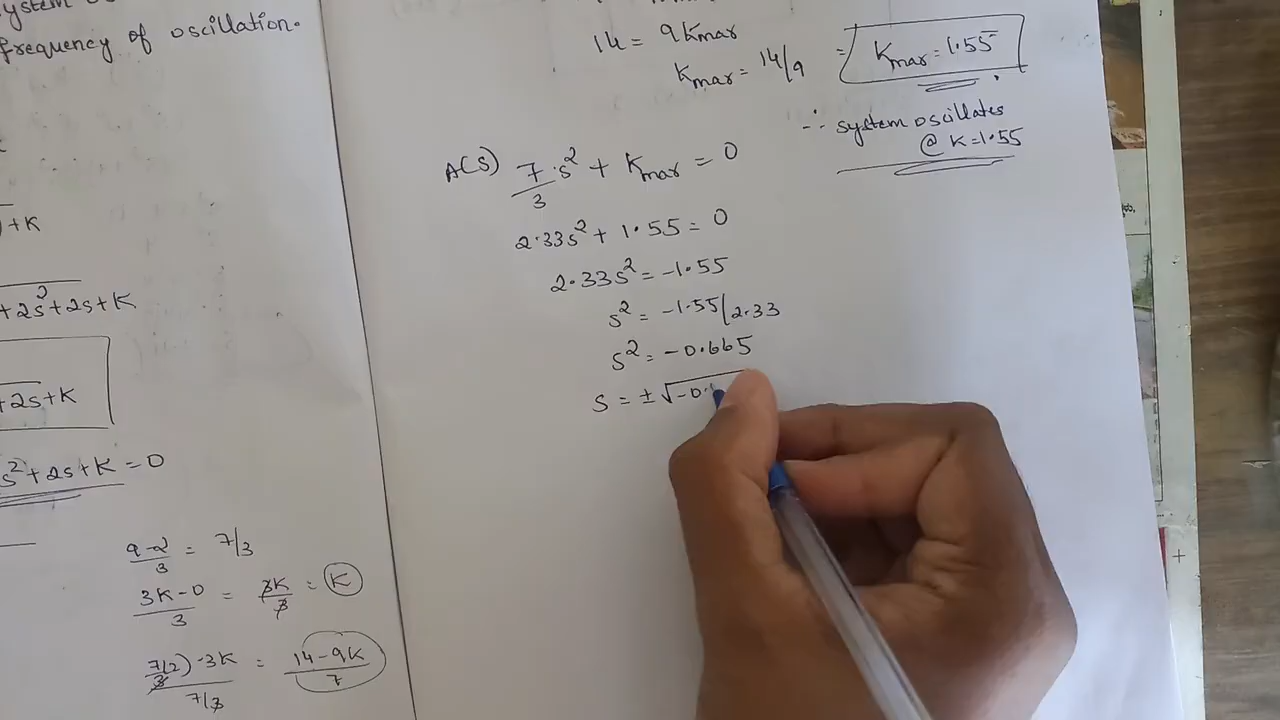 system
frequency of oscillation.
+K
+2s²+2s+K
+2s+K
s²+2s+K=0
9-2/3 = 7/3
3K-0/3 = 3K/3 = K
7/3(2)-3K/7/3 = 14-9K/7
14 = 9Kmar
Kmar = 14/9 = Kmar = 1.55
∴ system oscillates
@ K=1.55
A(S) 7/3.s² + Kmar = 0
2.33s² + 1.55 = 0
2.33s² = -1.55
s² = -1.55/2.33
s² = -0.665
s = ±√-0.